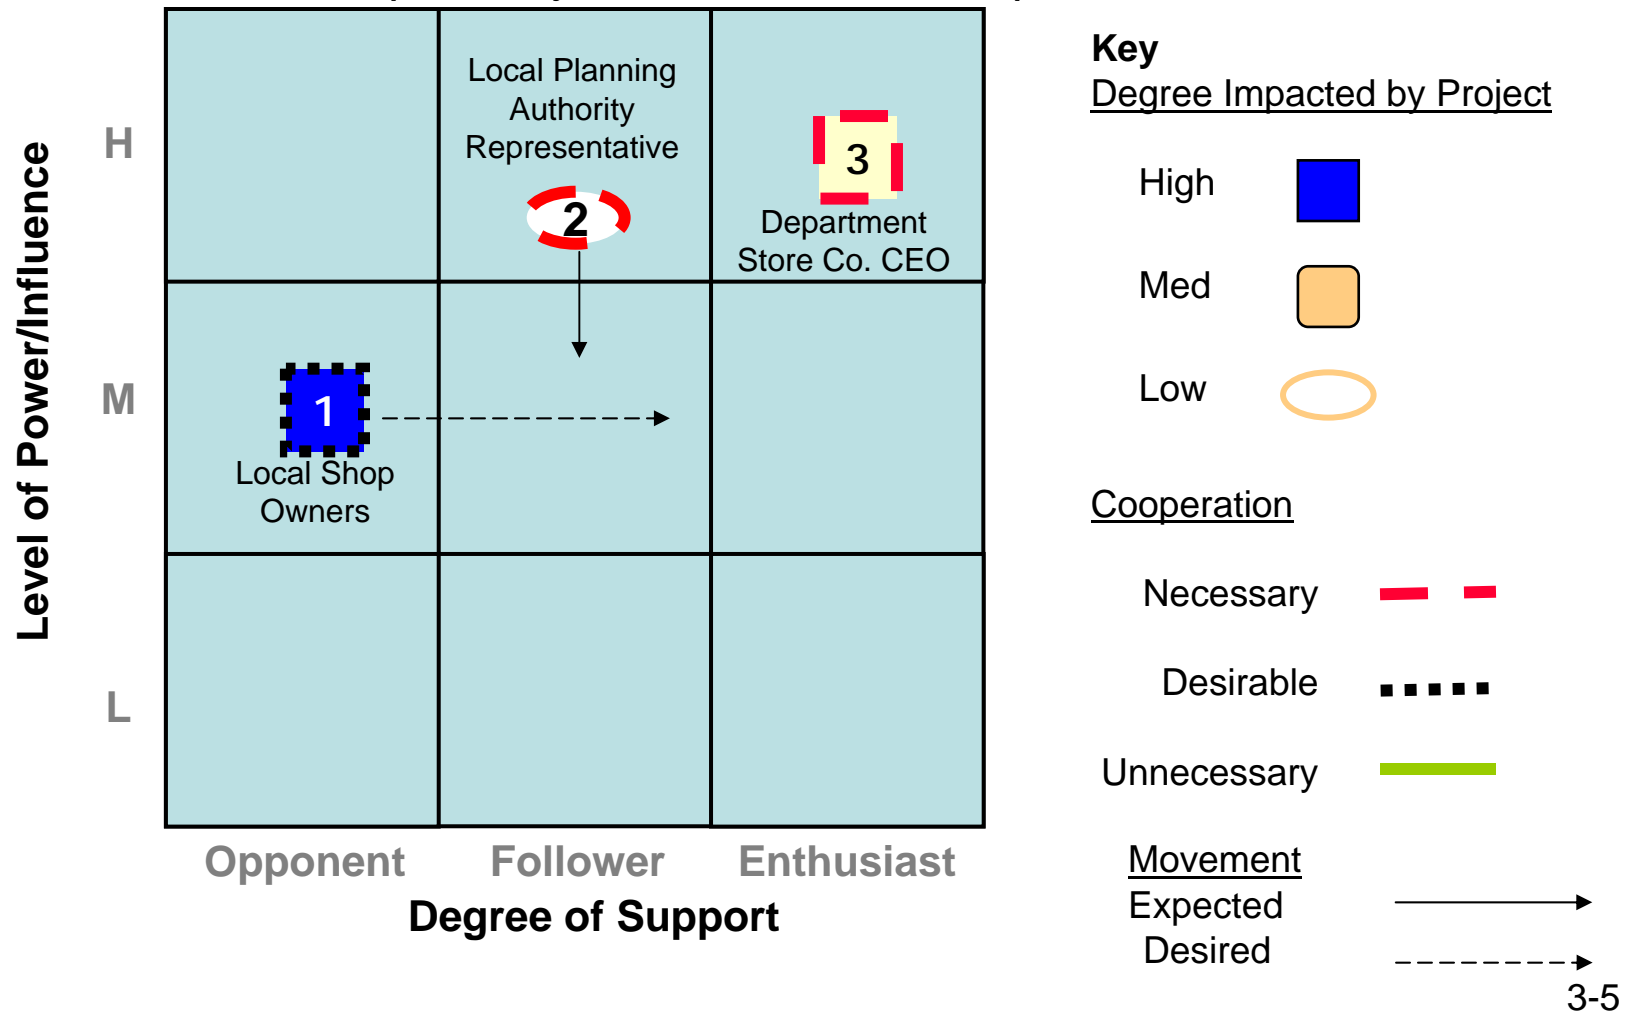 Level of Power/Influence
H
M
L
Local Planning
Authority
Representative
2
3
Department
Store Co. CEO
1
Local Shop
Owners
Opponent
Follower
Enthusiast
Degree of Support
Key
Degree Impacted by Project
High
Med
Low
Cooperation
Necessary
Desirable
Unnecessary
Movement
Expected
Desired
3-5